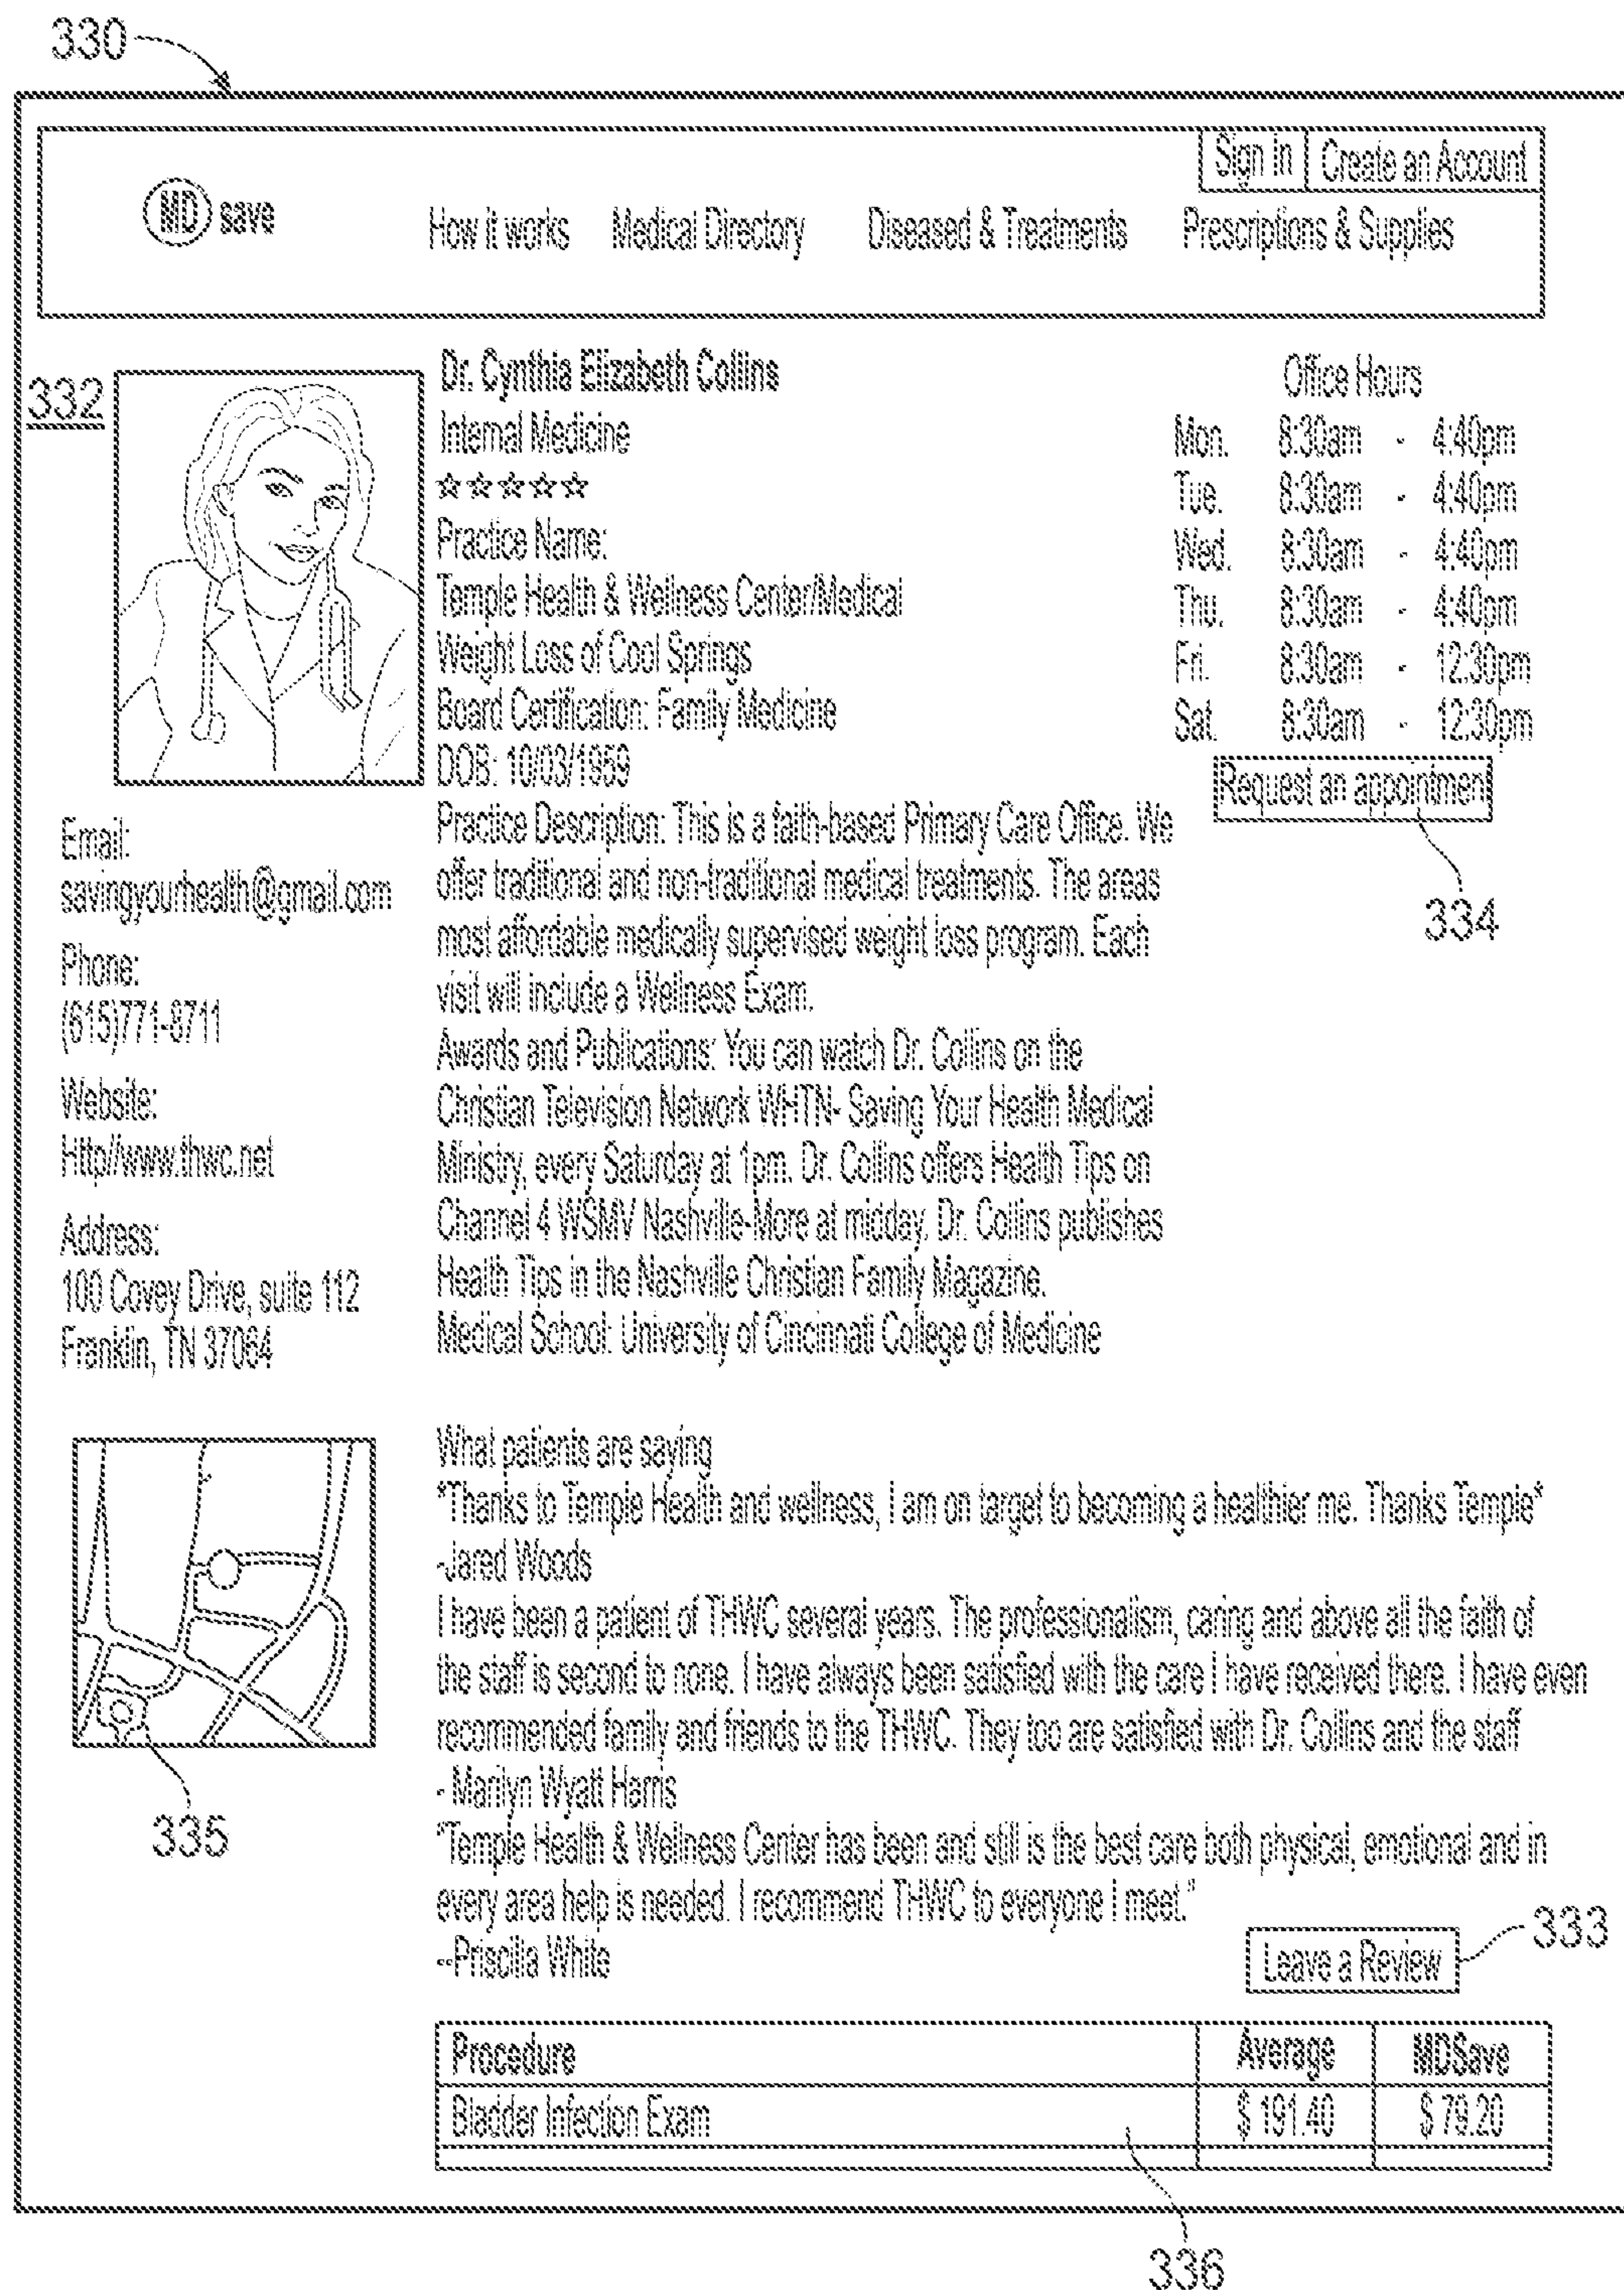 330
Sign In Create an Account
MD save How it works Medical Directory Diseased & Treatments Prescriptions & Supplies
332
Dr. Cynthia Elizabeth Collins
Internal Medicine
☆☆☆☆☆
Practice Name:
Temple Health & Wellness Center/Medical
Weight Loss of Cool Springs
Board Certification: Family Medicine
DOB: 10/03/1959
Practice Description: This is a faith-based Primary Care Office. We
offer traditional and non-traditional medical treatments. The areas
most affordable medically supervised weight loss program. Each
visit will include a Wellness Exam.
Awards and Publications: You can watch Dr. Collins on the
Christian Television Network WHTN- Saving Your Health Medical
Ministry, every Saturday at 1pm. Dr. Collins offers Health Tips on
Channel 4 WSMV Nashville-More at midday. Dr. Collins publishes
Health Tips in the Nashville Christian Family Magazine.
Medical School: University of Cincinnati College of Medicine
Office Hours
Mon. 8:30am - 4:40pm
Tue. 8:30am - 4:40pm
Wed. 8:30am - 4:40pm
Thu. 8:30am - 4:40pm
Fri. 8:30am - 12:30pm
Sat. 8:30am - 12:30pm
Request an appointment
334
Email:
savingyourhealth@gmail.com
Phone:
(615)771-8711
Website:
Http//www.thwc.net
Address:
100 Covey Drive, suite 112
Franklin, TN 37064
335
What patients are saying
"Thanks to Temple Health and wellness, I am on target to becoming a healthier me. Thanks Temple"
-Jared Woods
I have been a patient of THWC several years. The professionalism, caring and above all the faith of
the staff is second to none. I have always been satisfied with the care I have received there. I have even
recommended family and friends to the THWC. They too are satisfied with Dr. Collins and the staff
- Marilyn Wyatt Harris
"Temple Health & Wellness Center has been and still is the best care both physical, emotional and in
every area help is needed. I recommend THWC to everyone I meet."
--Priscilla White
Leave a Review
333
Procedure Average MDSave
Bladder Infection Exam $ 191.40 $ 79.20
336